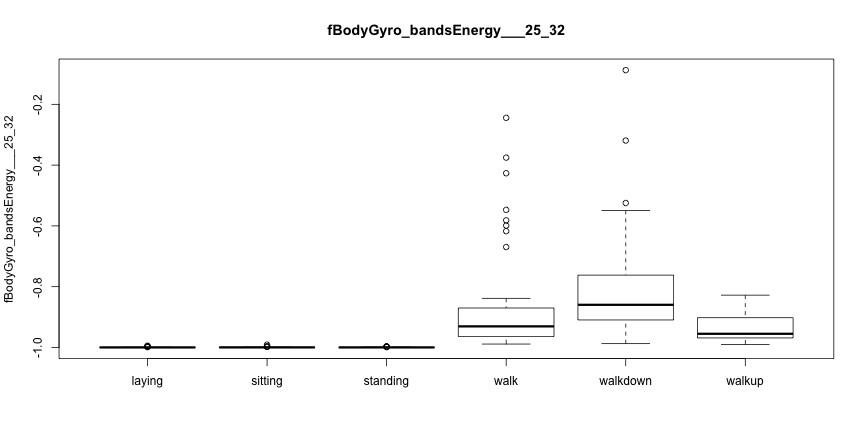 fBodyGyro_bandsEnergy___25_32
fBodyGyro_bandsEnergy___25_32
-0.2
-0.4
-0.6
-0.8
-1.0
laying sitting standing walk walkdown walkup